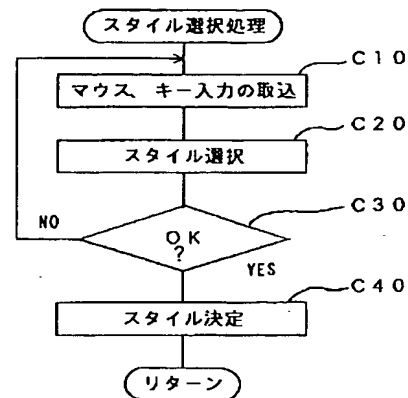 スタイル選択処理
C10
マウス、キー入力の取込
C20
スタイル選択
C30
NO
OK
?
YES
C40
スタイル決定
リターン